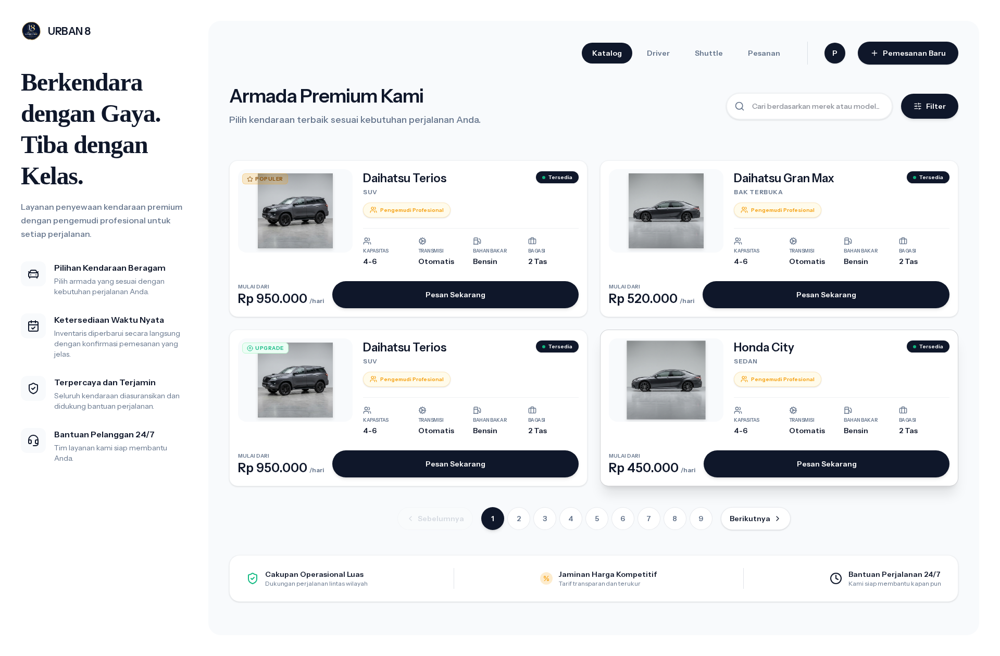 URBAN 8
Berkendara
dengan Gaya.
Tiba dengan
Kelas.
Layanan penyewaan kendaraan premium
dengan pengemudi profesional untuk
setiap perjalanan.
Pilihan Kendaraan Beragam
Pilih armada yang sesuai dengan
kebutuhan perjalanan Anda.
Ketersediaan Waktu Nyata
Inventaris diperbarui secara langsung
dengan konfirmasi pemesanan yang
jelas.
Terpercaya dan Terjamin
Seluruh kendaraan diasuransikan dan
didukung bantuan perjalanan.
Bantuan Pelanggan 24/7
Tim layanan kami siap membantu
Anda.
Katalog Driver Shuttle Pesanan P Pemesanan Baru
Armada Premium Kami
Pilih kendaraan terbaik sesuai kebutuhan perjalanan Anda.
Cari berdasarkan merek atau model... Filter
POPULER
Daihatsu Terios Tersedia
SUV
Pengemudi Profesional
KAPASITAS TRANSMISI BAHAN BAKAR BAGASI
4-6 Otomatis Bensin 2 Tas
MULAI DARI
Rp 950.000 /hari Pesan Sekarang
Daihatsu Gran Max Tersedia
BAK TERBUKA
Pengemudi Profesional
KAPASITAS TRANSMISI BAHAN BAKAR BAGASI
4-6 Otomatis Bensin 2 Tas
MULAI DARI
Rp 520.000 /hari Pesan Sekarang
UPGRADE
Daihatsu Terios Tersedia
SUV
Pengemudi Profesional
KAPASITAS TRANSMISI BAHAN BAKAR BAGASI
4-6 Otomatis Bensin 2 Tas
MULAI DARI
Rp 950.000 /hari Pesan Sekarang
Honda City Tersedia
SEDAN
Pengemudi Profesional
KAPASITAS TRANSMISI BAHAN BAKAR BAGASI
4-6 Otomatis Bensin 2 Tas
MULAI DARI
Rp 450.000 /hari Pesan Sekarang
Sebelumnya 1 2 3 4 5 6 7 8 9 Berikutnya
Cakupan Operasional Luas
Dukungan perjalanan lintas wilayah
%
Jaminan Harga Kompetitif
Tarif transparan dan terukur
Bantuan Perjalanan 24/7
Kami siap membantu kapan pun